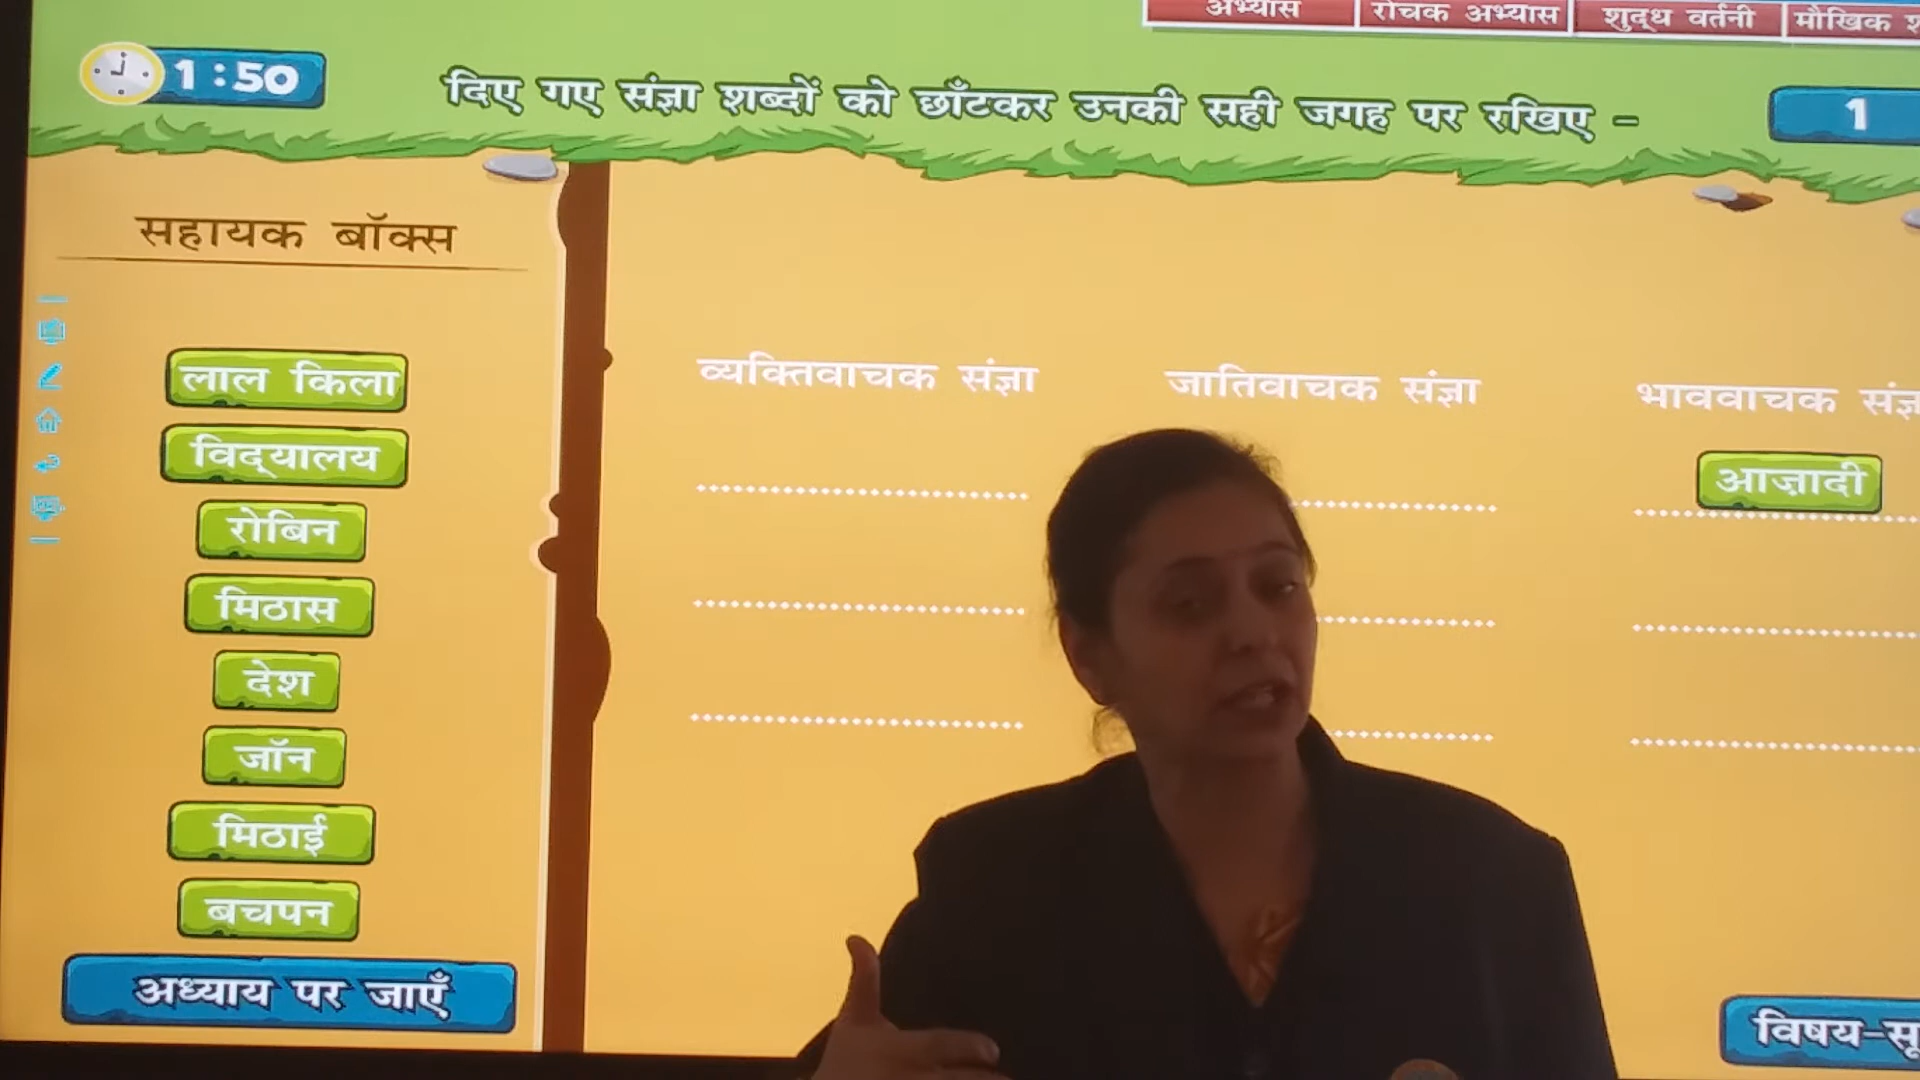 अभ्यास रोचक अभ्यास शुद्ध वर्तनी मौखिक
1:50
दिए गए संज्ञा शब्दों को छाँटकर उनकी सही जगह पर रखिए -
1
सहायक बॉक्स
लाल किला
विद्यालय
रोबिन
मिठास
देश
जॉन
मिठाई
बचपन
अध्याय पर जाएँ
व्यक्तिवाचक संज्ञा
जातिवाचक संज्ञा
भाववाचक
आज़ादी